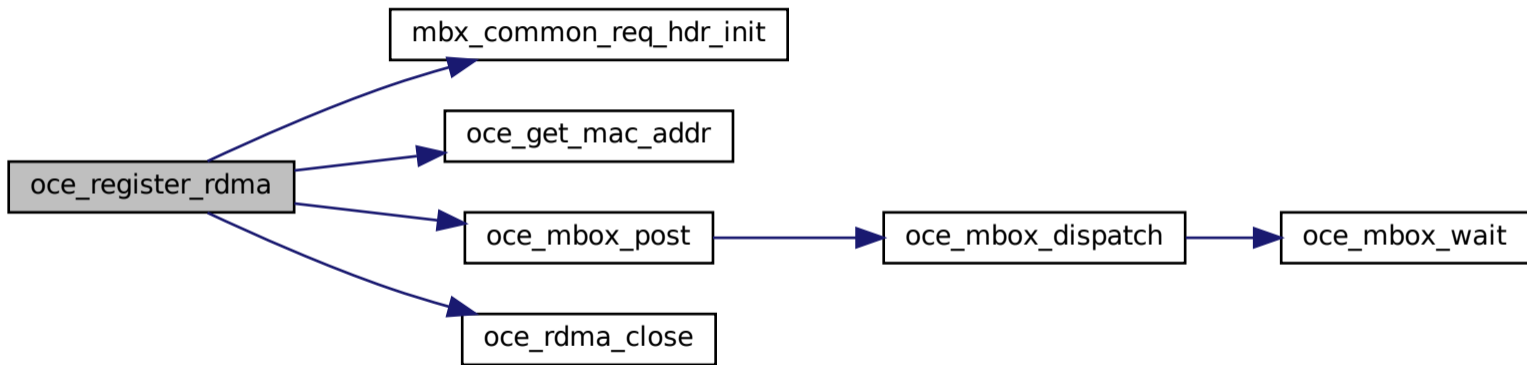 mbx_common_req_hdr_init
oce_get_mac_addr
oce_register_rdma
oce_mbox_post
oce_mbox_dispatch
oce_mbox_wait
oce_rdma_close